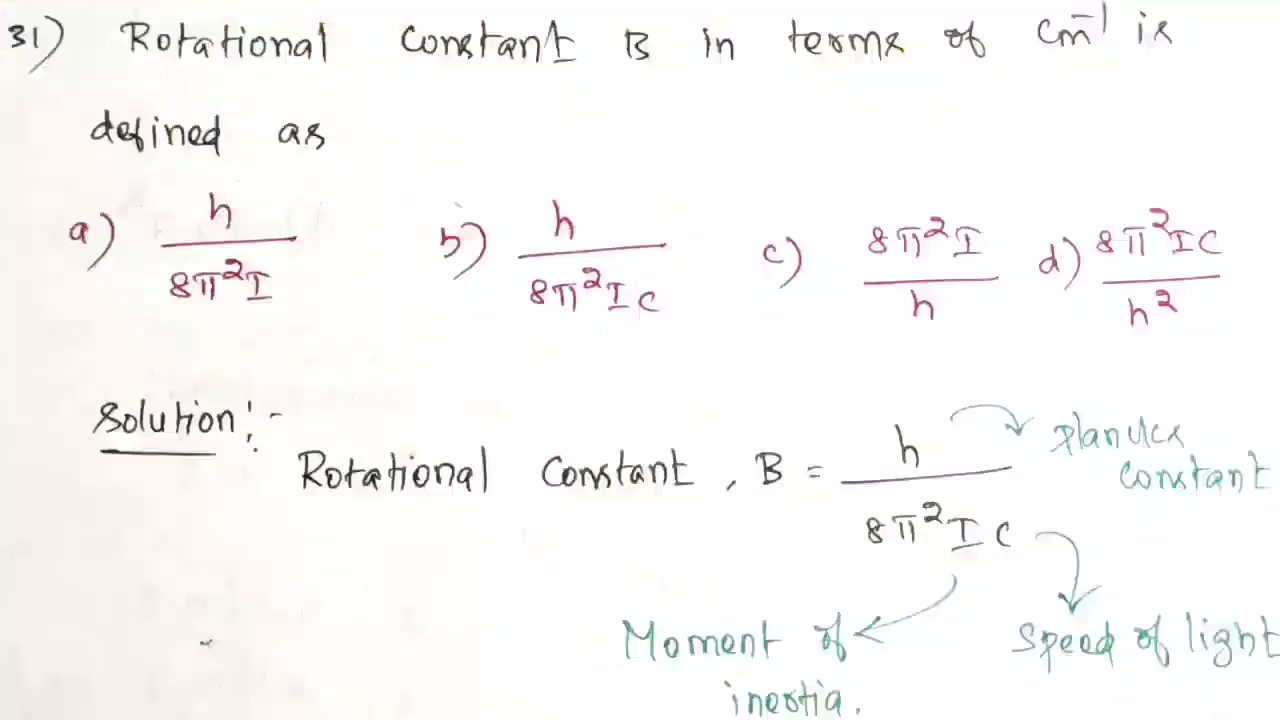 31) Rotational Constant B in terms of Cm⁻¹ is
defined as
a) h / 8π²I b) h / 8π²IC c) 8π²I / h d) 8π²IC / h²
Solution:-
Rotational Constant, B = h / 8π²IC
Plancks
Constant
Moment of
inertia.
Speed of light